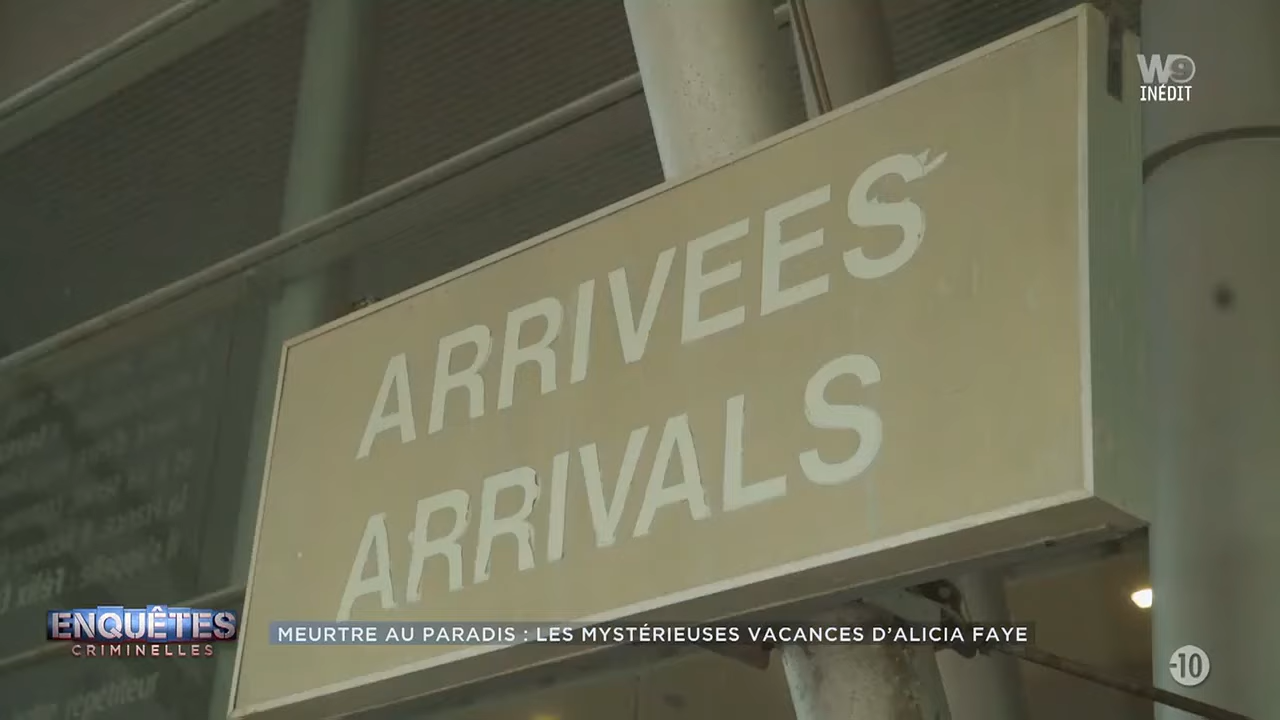 W9
INÉDIT
ARRIVEES
ARRIVALS
ENQUÊTES
CRIMINELLES
MEURTRE AU PARADIS : LES MYSTÉRIEUSES VACANCES D'ALICIA FAYE
-10